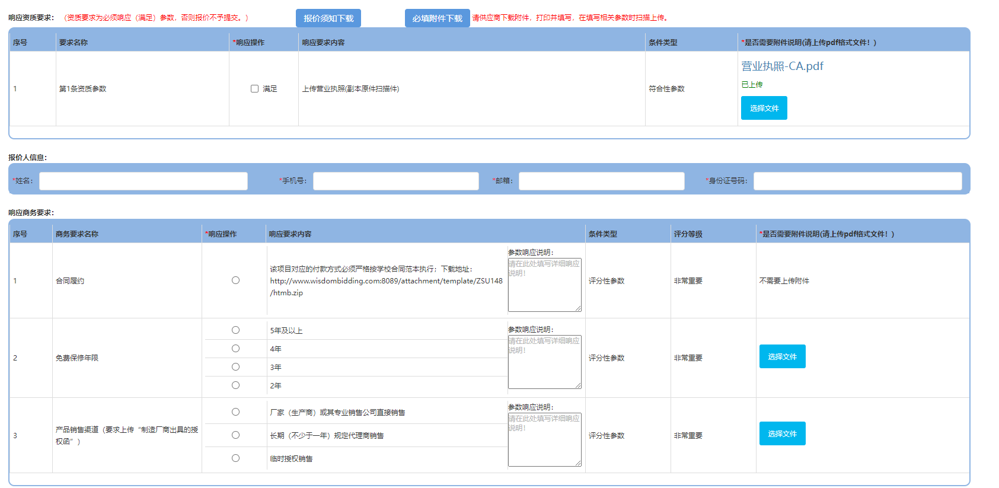 响应资质要求： （资质要求为必须响应（满足）参数，否则报价不予提交。） 报价须知下载 必填附件下载 请供应商下载附件，打印并填写，在填写相关参数时扫描上传。
序号 要求名称 *响应操作 响应要求内容 条件类型 *是否需要附件说明(请上传pdf格式文件！)
1 第1条资质参数 满足 上传营业执照(副本原件扫描件) 符合性参数 营业执照-CA.pdf
已上传
选择文件
报价人信息：
*姓名： *手机号： *邮箱： *身份证号码：
响应商务要求：
序号 商务要求名称 *响应操作 响应要求内容 条件类型 评分等级 *是否需要附件说明(请上传pdf格式文件！)
1 合同履约 该项目对应的付款方式必须严格按学校合同范本执行；下载地址：
http://www.wisdombidding.com:8089/attachment/template/ZSU148
/htmb.zip
参数响应说明：
请在此处填写详细响应
说明！
评分性参数 非常重要 不需要上传附件
2 免费保修年限
5年及以上
4年
3年
2年
参数响应说明：
请在此处填写详细响应
说明！
评分性参数 非常重要 选择文件
3 产品销售渠道（要求上传“制造厂商出具的授
权函”）
厂家（生产商）或其专业销售公司直接销售
长期（不少于一年）规定代理商销售
临时授权销售
参数响应说明：
请在此处填写详细响应
说明！
评分性参数 非常重要 选择文件